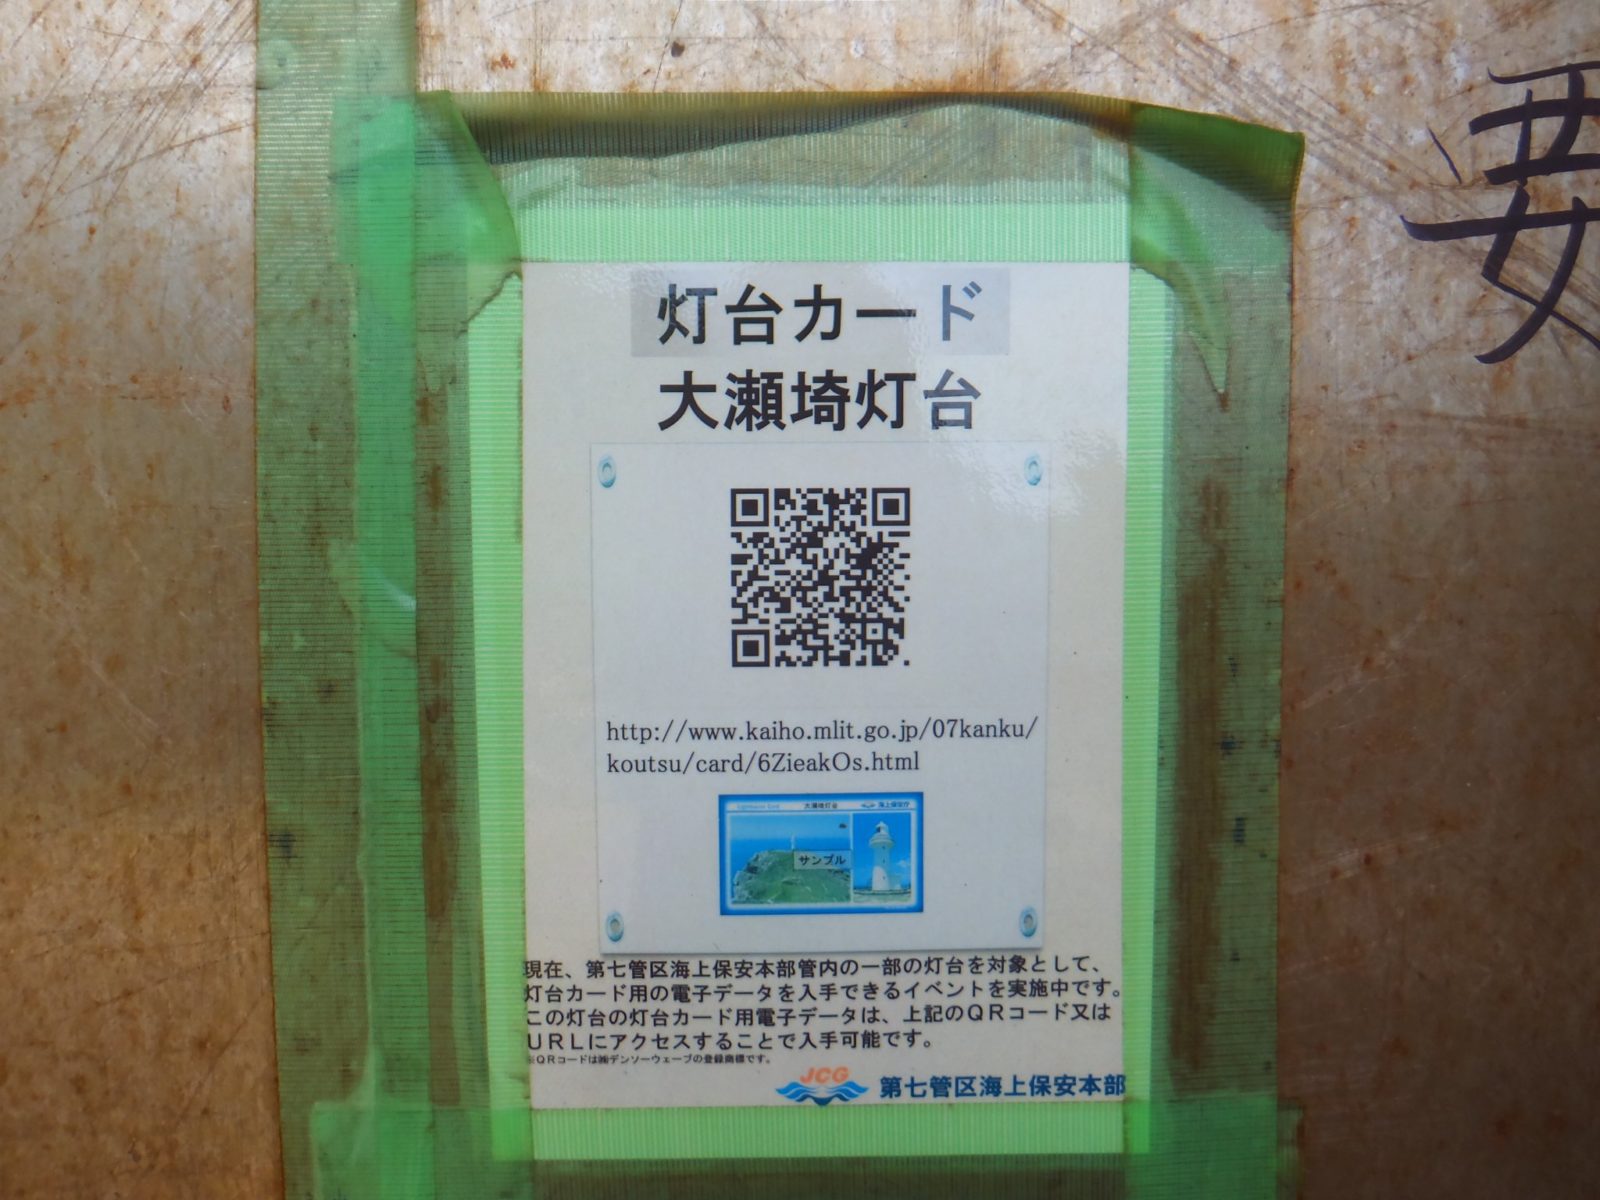 灯台カード
大瀬埼灯台
http://www.kaiho.mlit.go.jp/07kanku/
koutsu/card/6ZieakOs.html
Lighthouse Card 大瀬埼灯台 海上保安庁
サンプル
現在、第七管区海上保安本部管内の一部の灯台を対象として、
灯台カード用の電子データを入手できるイベントを実施中です。
この灯台の灯台カード用電子データは、上記のQRコード又は
URLにアクセスすることで入手可能です。
※QRコードは㈱デンソーウェーブの登録商標です。
JCG 第七管区海上保安本部
要